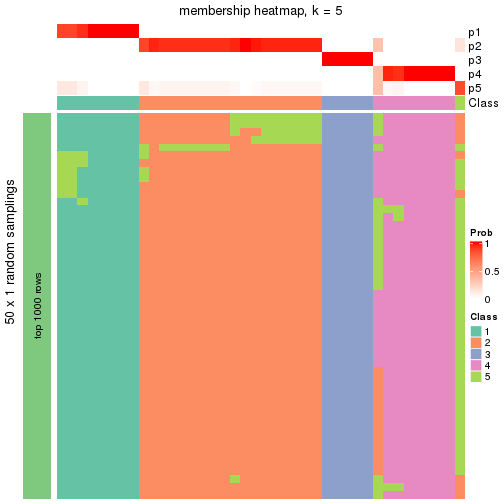 membership heatmap, k = 5
p1
p2
p3
p4
p5
Class
50 x 1 random samplings
top 1000 rows
Prob
1
0.5
0
Class
1
2
3
4
5